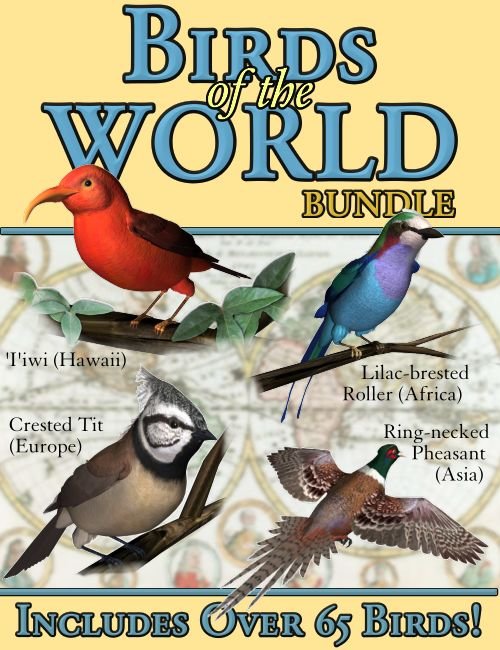 Birds
of the
World
Bundle
'I'iwi (Hawaii)
Lilac-brested
Roller (Africa)
Crested Tit
(Europe)
Ring-necked
Pheasant
(Asia)
Includes Over 65 Birds!